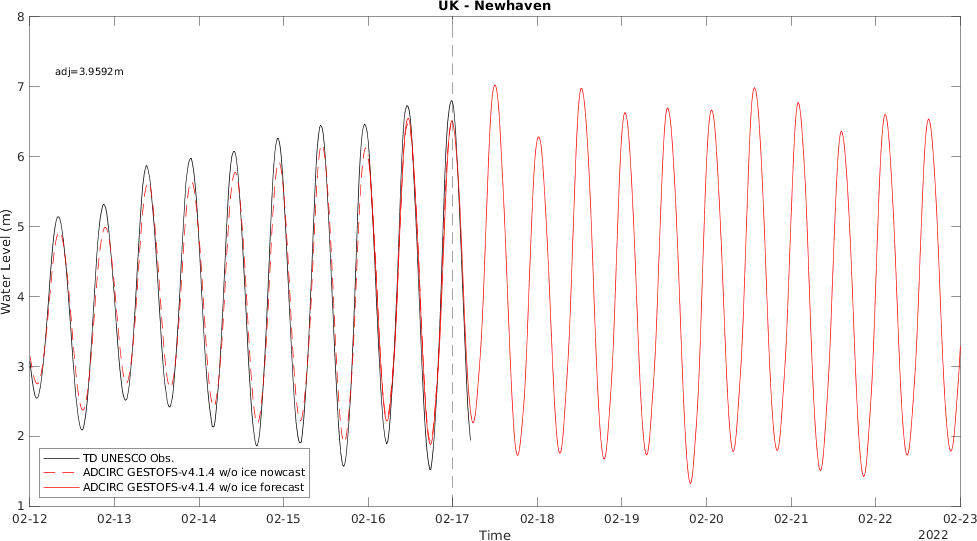 UK - Newhaven
8
adj=3.9592m
7
6
5
4
3
2
1
Water Level (m)
TD UNESCO Obs.
ADCIRC GESTOFS-v4.1.4 w/o ice nowcast
ADCIRC GESTOFS-v4.1.4 w/o ice forecast
02-12 02-13 02-14 02-15 02-16 02-17 02-18 02-19 02-20 02-21 02-22 02-23
Time
2022